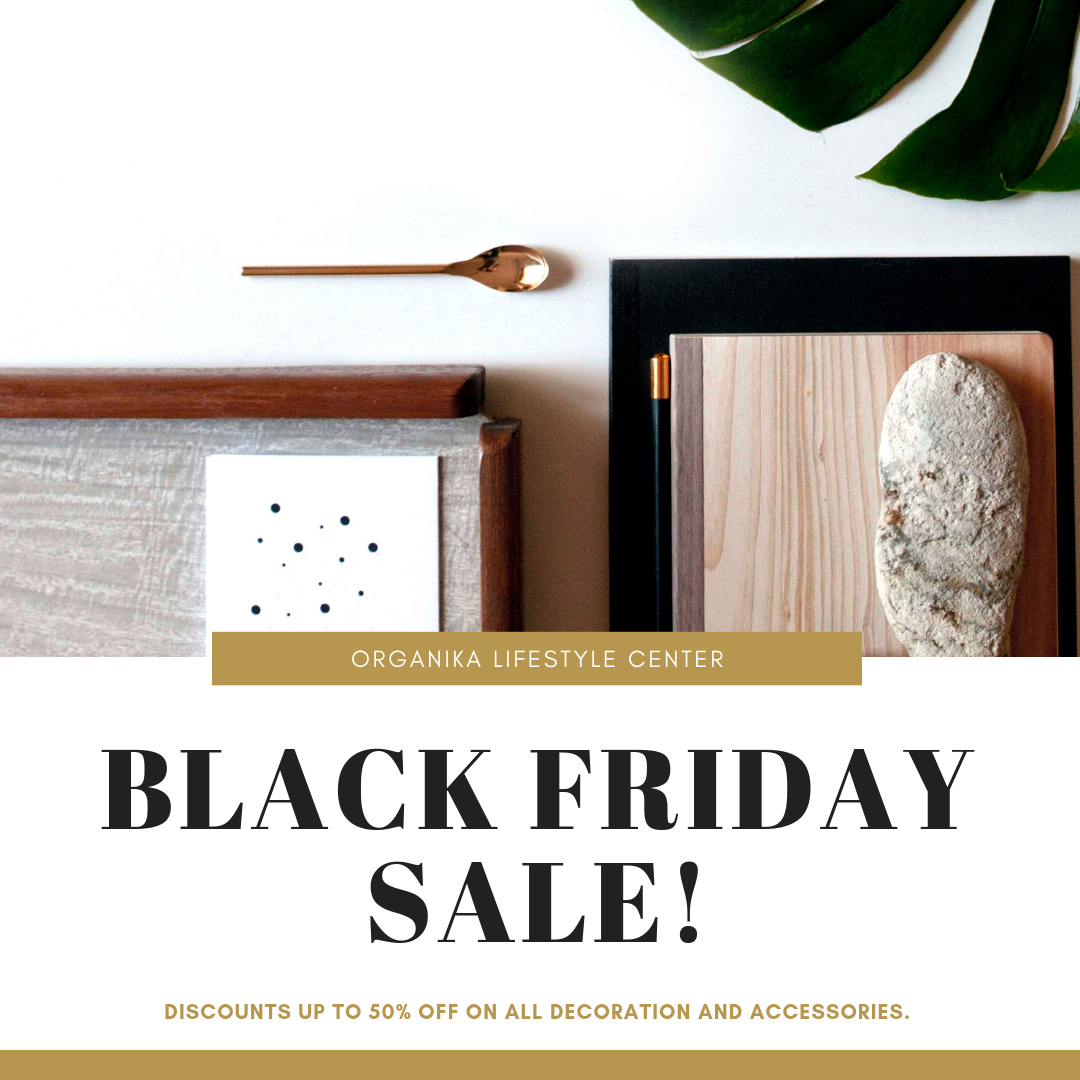 ORGANIKA LIFESTYLE CENTER
BLACK FRIDAY
SALE!
DISCOUNTS UP TO 50% OFF ON ALL DECORATION AND ACCESSORIES.